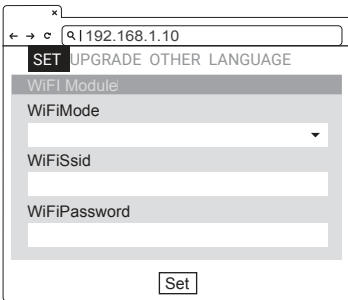 192.168.1.10
SET UPGRADE OTHER LANGUAGE
WiFI Module
WiFiMode
WiFiSsid
WiFiPassword
Set